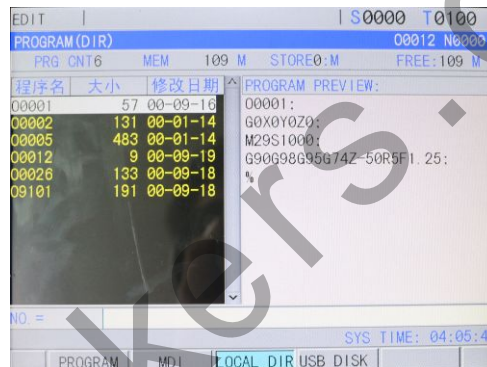 EDIT S0000 T0100
PROGRAM(DIR) O0012 N0000
PRG CNT6 MEM 109 M STORE0:M FREE:109 M
程序名 大小 修改日期 PROGRAM PREVIEW:
O0001 57 00-09-16 O0001;
O0002 131 00-01-14 G0X0Y0Z0;
O0005 483 00-01-14 M29S1000;
O0012 9 00-09-19 G90G98G95G74Z-50R5F1.25;
O0026 133 00-09-18 %
O9101 191 00-09-18
NO. =
SYS TIME: 04:05:4
PROGRAM MDI LOCAL DIR USB DISK